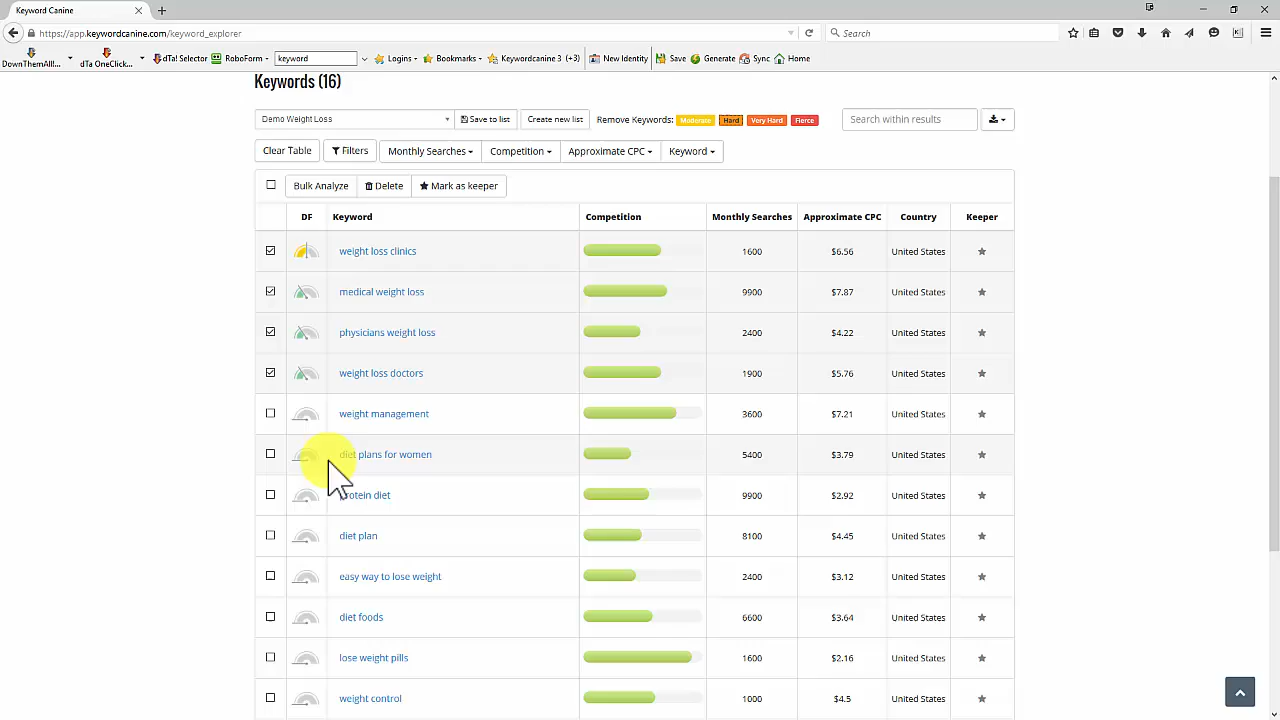 Keyword Canine
https://app.keywordcanine.com/keyword_explorer
Search
DownThemAll!...
dTa OneClick...
dTa! Selector
RoboForm
keyword
Logins
Bookmarks
Keywordcanine 3 (+3)
New Identity
Save
Generate
Sync
Home
Keywords (16)
Demo Weight Loss
Save to list
Create new list
Remove Keywords:
Moderate
Hard
Very Hard
Fierce
Search within results
Clear Table
Filters
Monthly Searches
Competition
Approximate CPC
Keyword
Bulk Analyze
Delete
Mark as keeper
DF Keyword Competition Monthly Searches Approximate CPC Country Keeper
weight loss clinics 1600 $6.56 United States
medical weight loss 9900 $7.87 United States
physicians weight loss 2400 $4.22 United States
weight loss doctors 1900 $5.76 United States
weight management 3600 $7.21 United States
diet plans for women 5400 $3.79 United States
protein diet 9900 $2.92 United States
diet plan 8100 $4.45 United States
easy way to lose weight 2400 $3.12 United States
diet foods 6600 $3.64 United States
lose weight pills 1600 $2.16 United States
weight control 1000 $4.5 United States